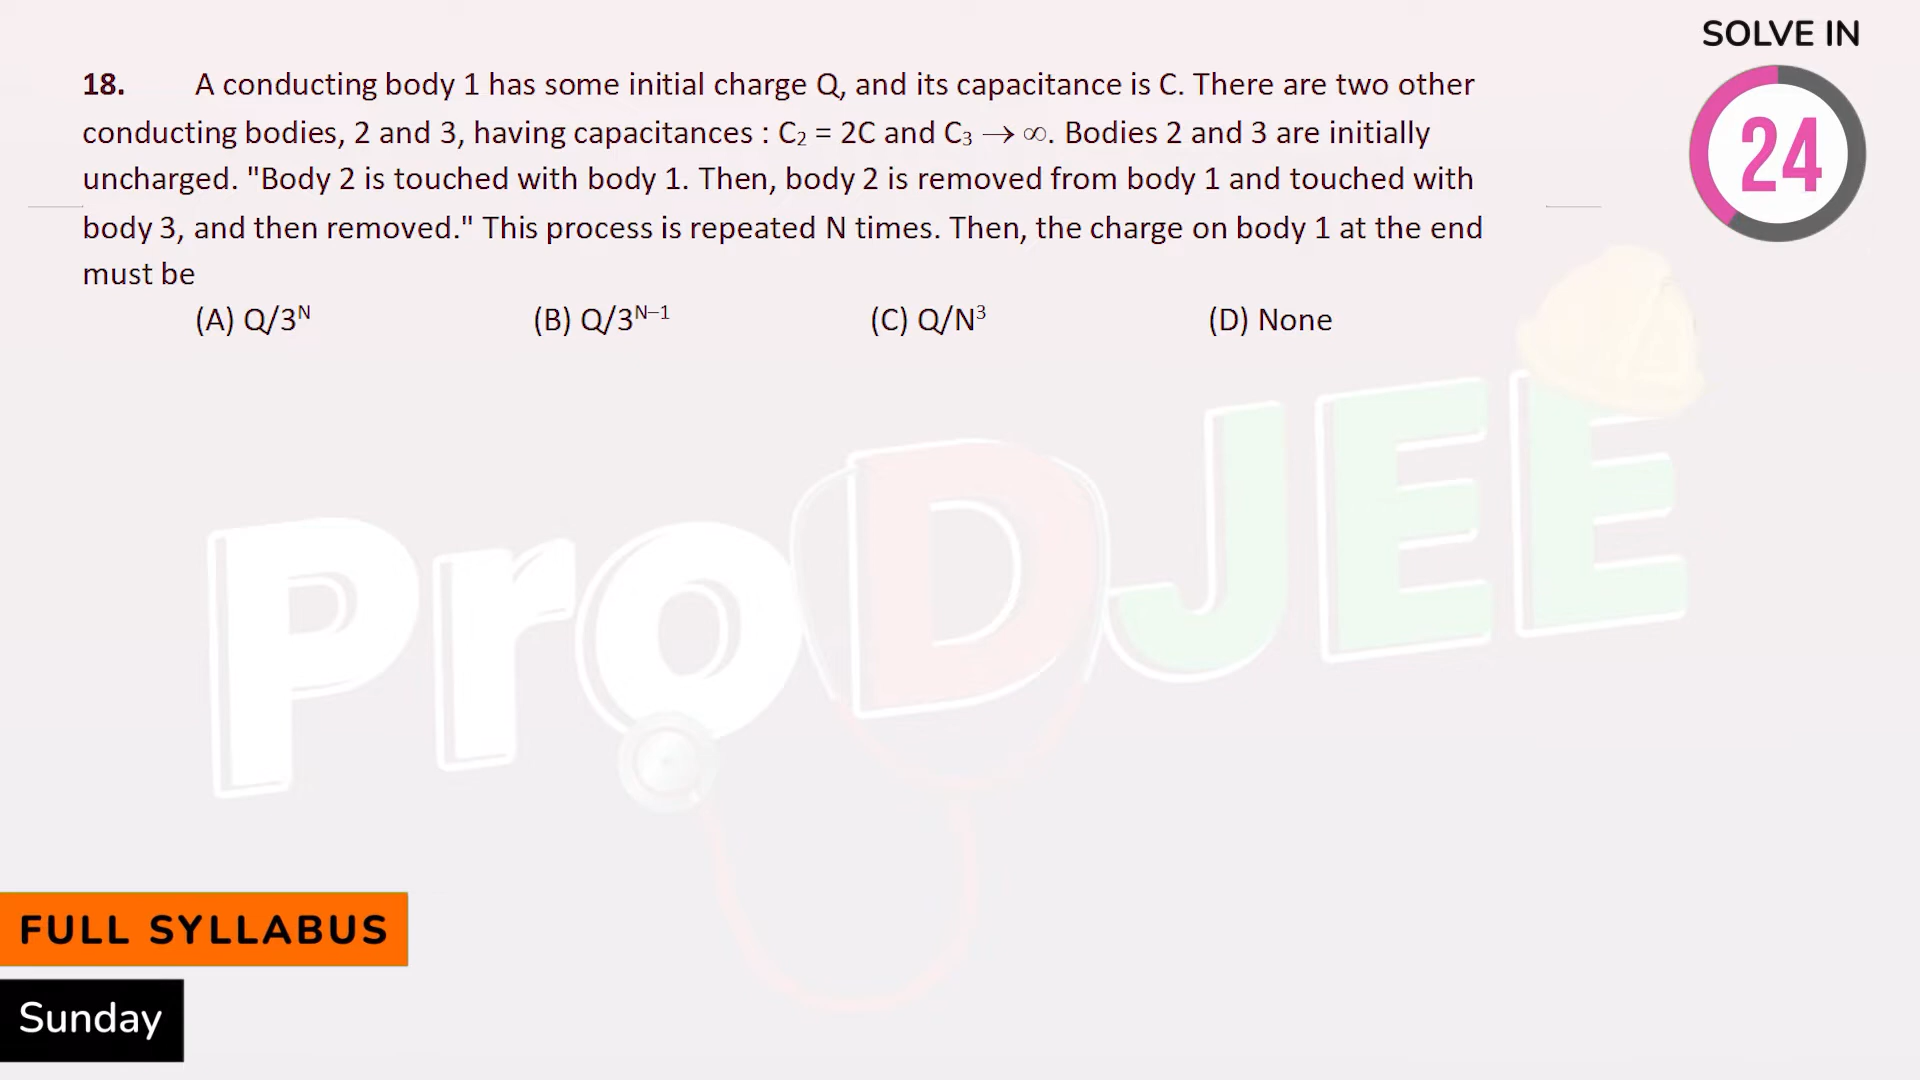 SOLVE IN
24
18. A conducting body 1 has some initial charge Q, and its capacitance is C. There are two other
conducting bodies, 2 and 3, having capacitances : C₂ = 2C and C₃ → ∞. Bodies 2 and 3 are initially
uncharged. "Body 2 is touched with body 1. Then, body 2 is removed from body 1 and touched with
body 3, and then removed." This process is repeated N times. Then, the charge on body 1 at the end
must be
(A) Q/3ᴺ (B) Q/3ᴺ⁻¹ (C) Q/N³ (D) None
ProDJEE
FULL SYLLABUS
Sunday